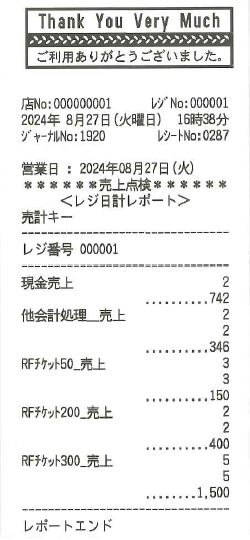 Thank You Very Much
ご利用ありがとうございました。
店No:000000001 ﾚｼﾞNo:000001
2024年 8月27日(火曜日) 16時38分
ｼﾞｬｰﾅﾙNo:1920 ﾚｼｰﾄNo:0287
営業日 : 2024年08月27日(火)
******売上点検******
<レジ日計レポート>
売計キー
--------------------------------
レジ番号 000001
--------------------------------
現金売上 2
..........742
他会計処理__売上 2
2
..........346
RFﾁｹｯﾄ50_売上 3
3
..........150
RFﾁｹｯﾄ200_売上 2
2
..........400
RFﾁｹｯﾄ300_売上 5
5
........1,500
--------------------------------
レポートエンド